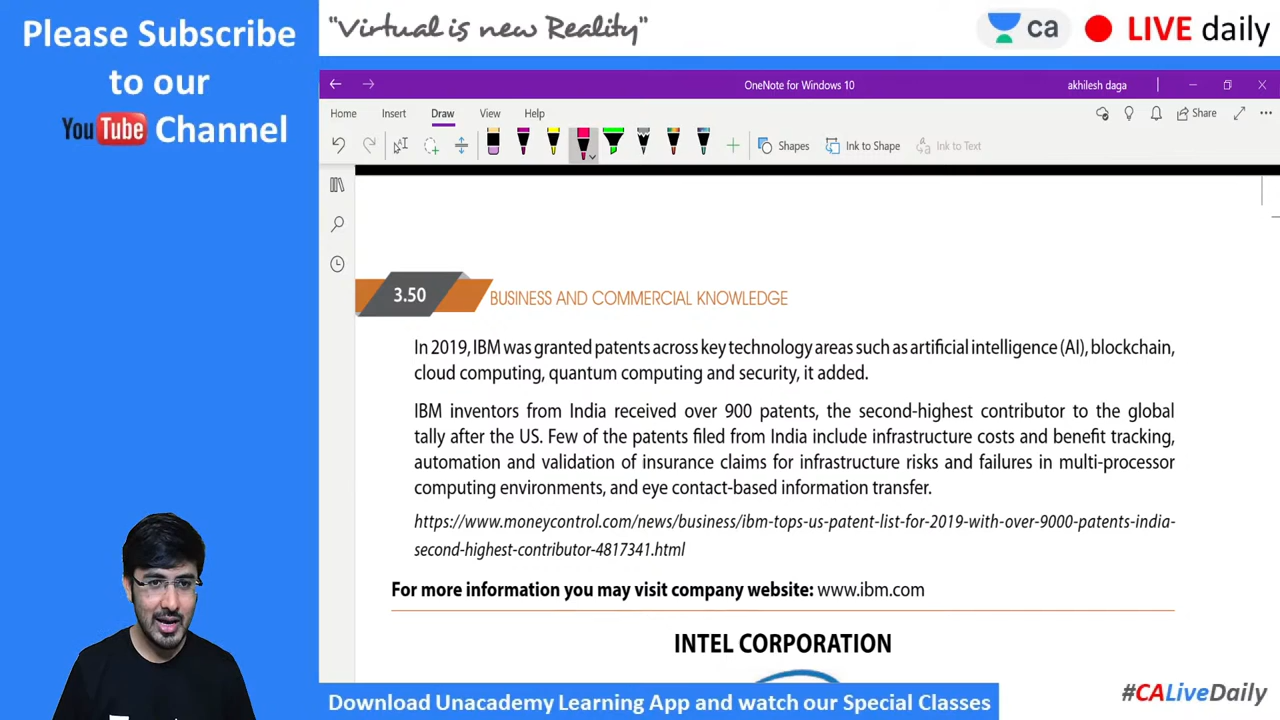 Please Subscribe
to our
YouTube Channel
"Virtual is new Reality"
ca
LIVE daily
OneNote for Windows 10
akhilesh daga
Home Insert Draw View Help
Share
Shapes
Ink to Shape
Ink to Text
3.50
BUSINESS AND COMMERCIAL KNOWLEDGE
In 2019, IBM was granted patents across key technology areas such as artificial intelligence (AI), blockchain,
cloud computing, quantum computing and security, it added.
IBM inventors from India received over 900 patents, the second-highest contributor to the global
tally after the US. Few of the patents filed from India include infrastructure costs and benefit tracking,
automation and validation of insurance claims for infrastructure risks and failures in multi-processor
computing environments, and eye contact-based information transfer.
https://www.moneycontrol.com/news/business/ibm-tops-us-patent-list-for-2019-with-over-9000-patents-india-
second-highest-contributor-4817341.html
For more information you may visit company website: www.ibm.com
INTEL CORPORATION
Download Unacademy Learning App and watch our Special Classes
#CALiveDaily